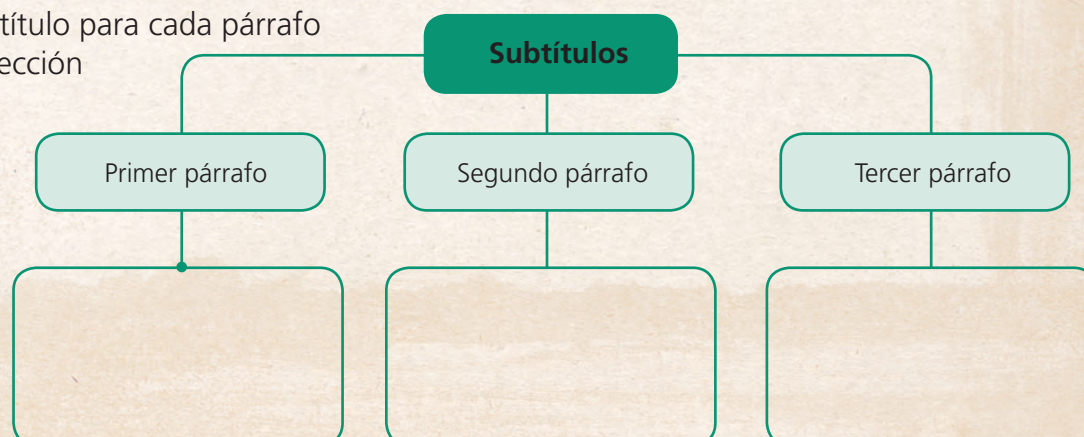 título para cada párrafo
ección
Subtítulos
Primer párrafo
Segundo párrafo
Tercer párrafo